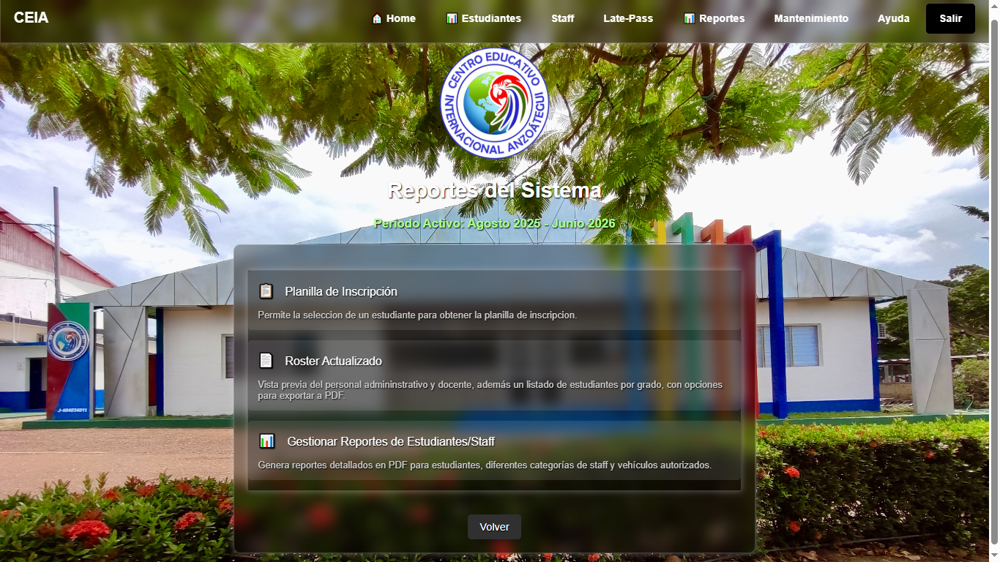 CEIA
Home
Estudiantes
Staff
Late-Pass
Reportes
Mantenimiento
Ayuda
Salir
CENTRO EDUCATIVO
INTERNACIONAL ANZOÁTEGUI
Reportes del Sistema
Periodo Activo: Agosto 2025 - Junio 2026
Planilla de Inscripción
Permite la seleccion de un estudiante para obtener la planilla de inscripcion.
Roster Actualizado
Vista previa del personal admininstrativo y docente, además un listado de estudiantes por grado, con opciones
para exportar a PDF.
Gestionar Reportes de Estudiantes/Staff
Genera reportes detallados en PDF para estudiantes, diferentes categorías de staff y vehículos autorizados.
Volver